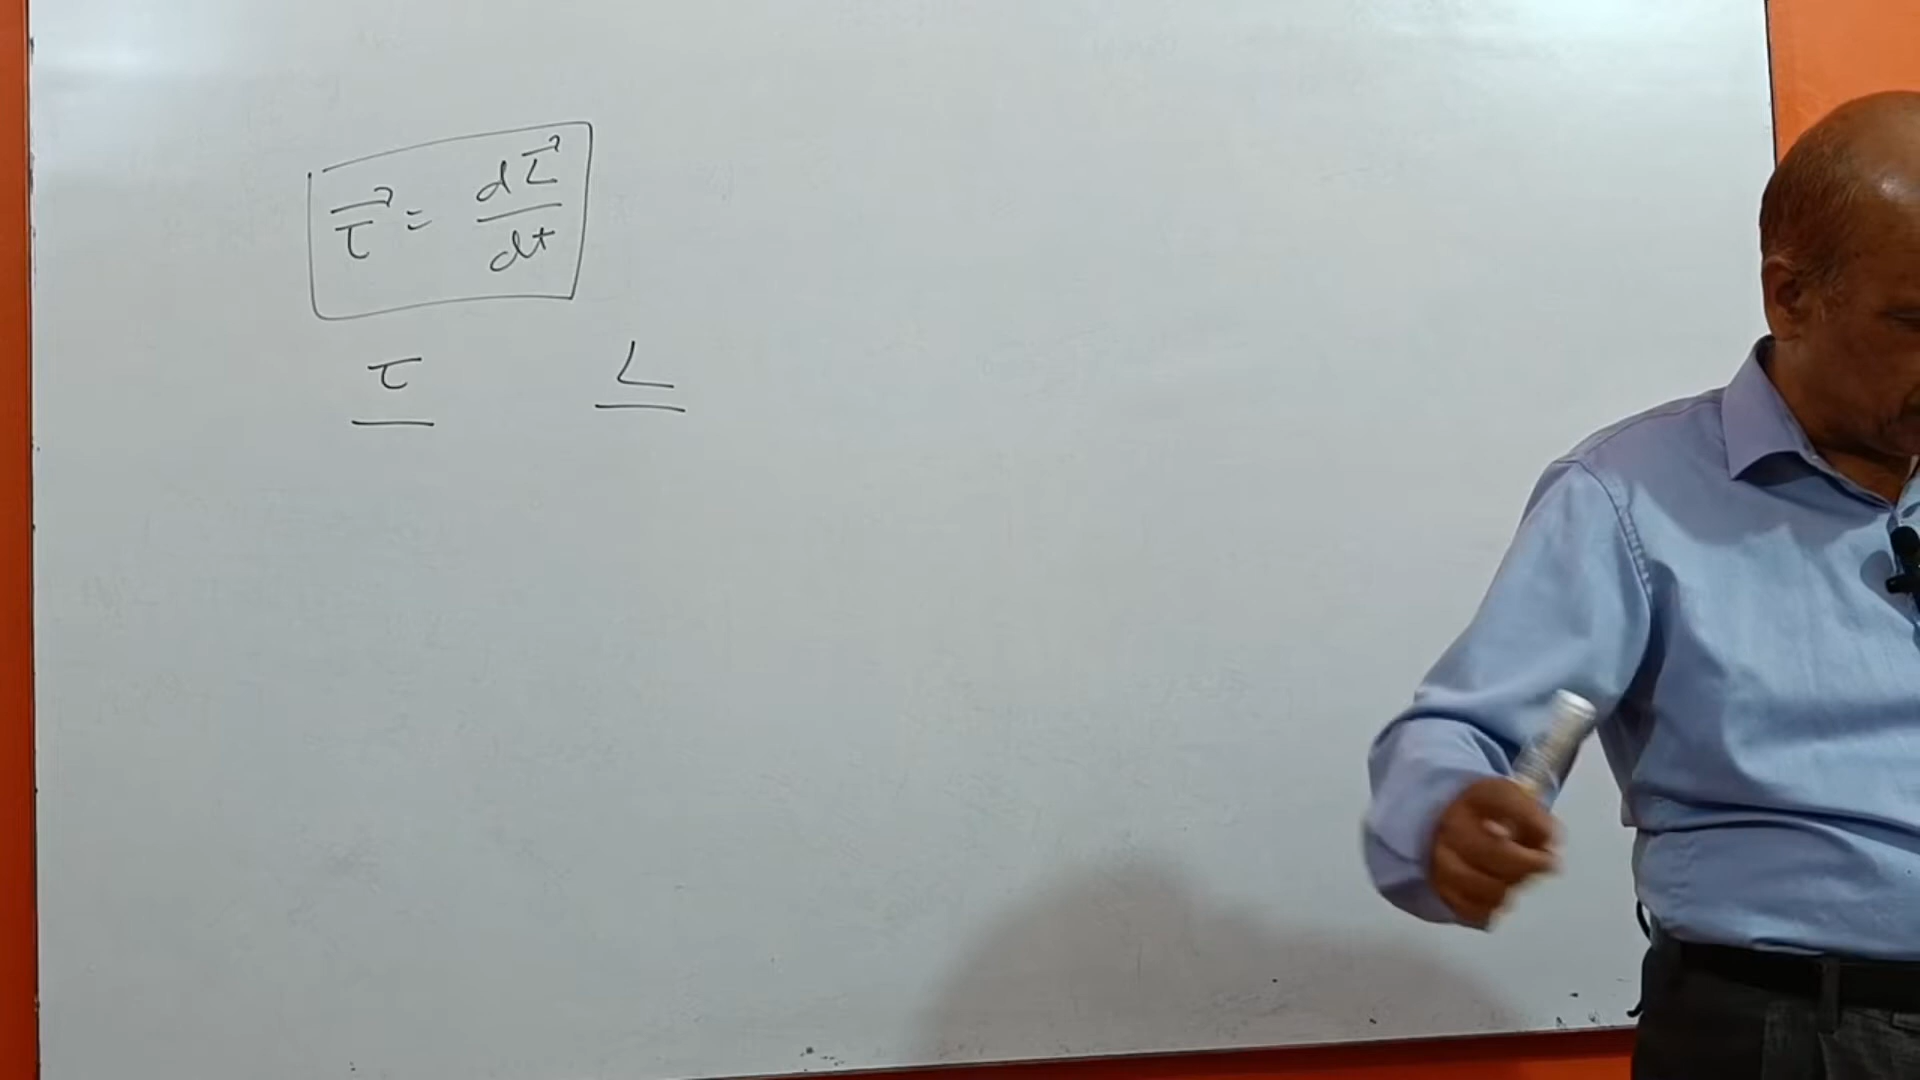 τ⃗ = dL⃗/dt
τ L